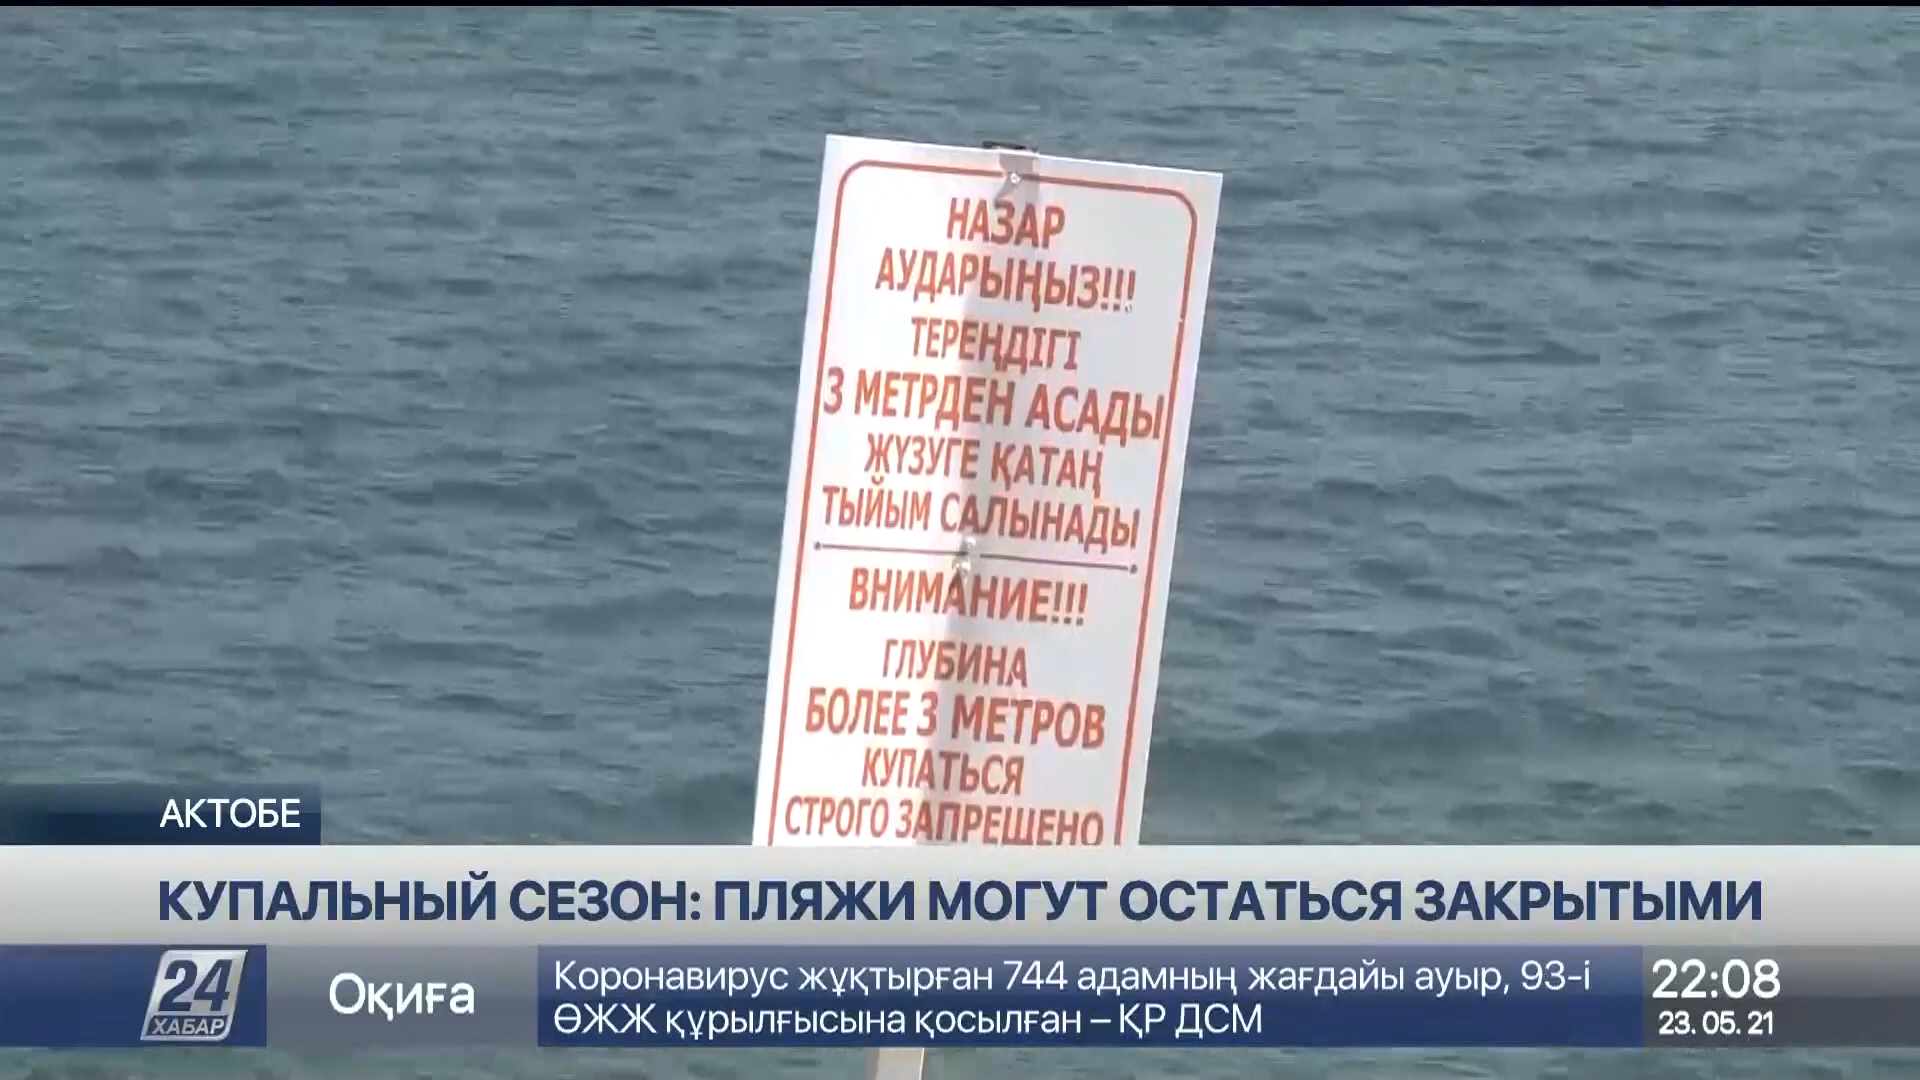 НАЗАР
АУДАРЫҢЫЗ!!!
ТЕРЕҢДІГІ
3 МЕТРДЕН АСАДЫ
ЖҮЗУГЕ ҚАТАҢ
ТЫЙЫМ САЛЫНАДЫ
ВНИМАНИЕ!!!
ГЛУБИНА
БОЛЕЕ 3 МЕТРОВ
КУПАТЬСЯ
СТРОГО ЗАПРЕЩЕНО
АКТОБЕ
КУПАЛЬНЫЙ СЕЗОН: ПЛЯЖИ МОГУТ ОСТАТЬСЯ ЗАКРЫТЫМИ
24
ХАБАР
Оқиға
Коронавирус жұқтырған 744 адамның жағдайы ауыр, 93-і
ӨЖЖ құрылғысына қосылған – ҚР ДСМ
22:08
23. 05. 21